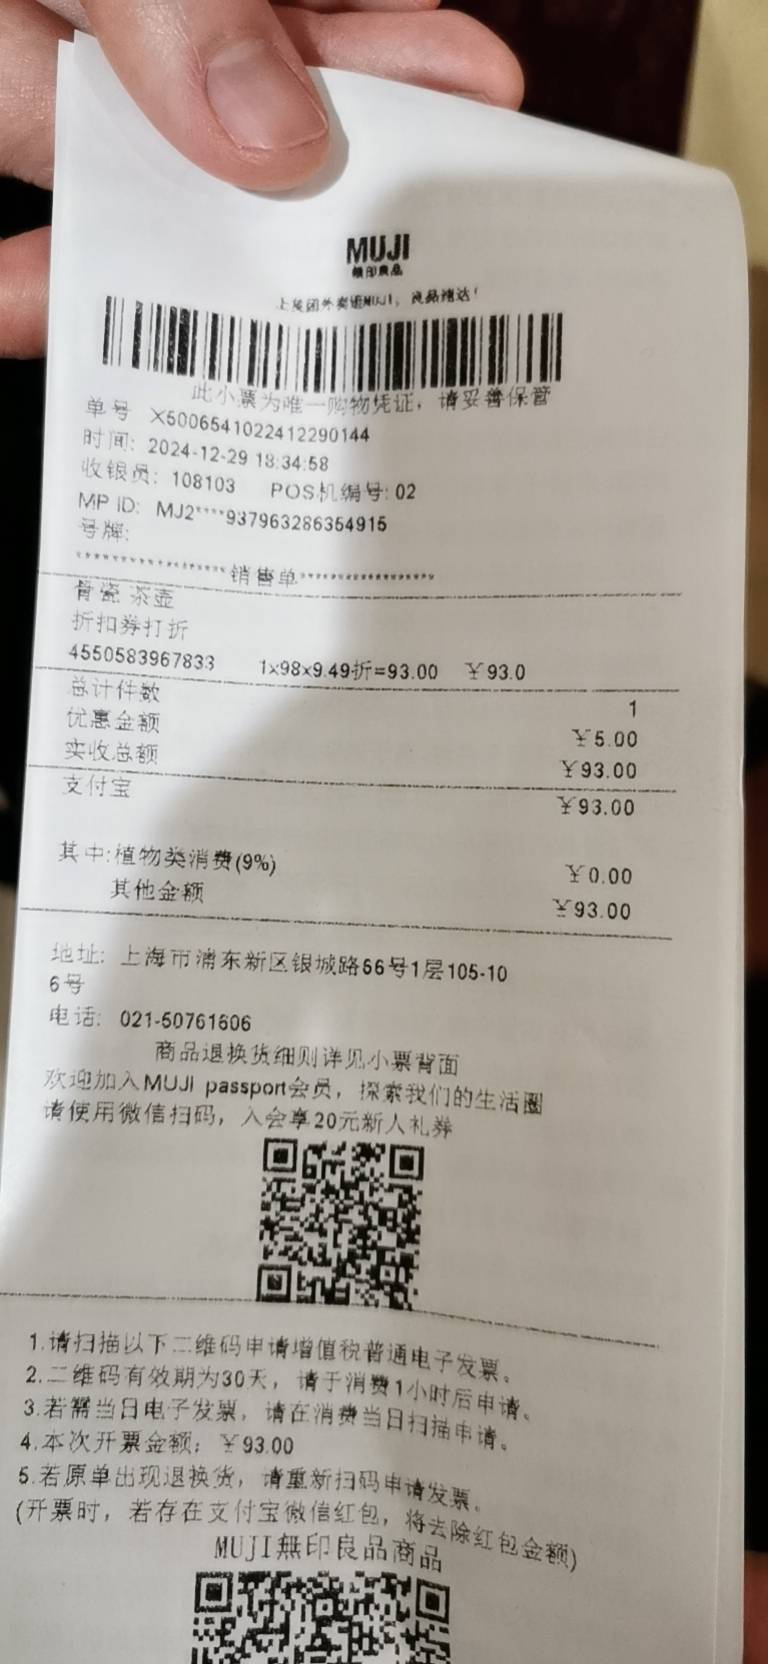 MUJI
無印良品
上美团外卖逛MUJI，良品速达！
此小票为唯一购物凭证，请妥善保管
单号 X5006541022412290144
时间: 2024-12-29 18:34:58
收银员: 108103 POS机编号: 02
MP ID: MJ2****937963286354915
号牌:
********************销售单********************
骨瓷 茶壶
折扣券打折
4550583967833 1x98x9.49折=93.00 ￥93.0
总计件数 1
优惠金额 ￥5.00
实收总额 ￥93.00
支付宝 ￥93.00
其中:植物类消费(9%) ￥0.00
其他金额 ￥93.00
地址: 上海市浦东新区银城路66号1层105-10
6号
电话: 021-50761606
商品退换货细则详见小票背面
欢迎加入MUJI passport会员，探索我们的生活圈
请使用微信扫码，入会享20元新人礼券
1.请扫描以下二维码申请增值税普通电子发票。
2.二维码有效期为30天，请于消费1小时后申请。
3.若需当日电子发票，请在消费当日扫描申请。
4.本次开票金额：￥93.00
5.若原单出现退换货，请重新扫码申请发票。
(开票时，若存在支付宝微信红包，将去除红包金额)
MUJI無印良品商品